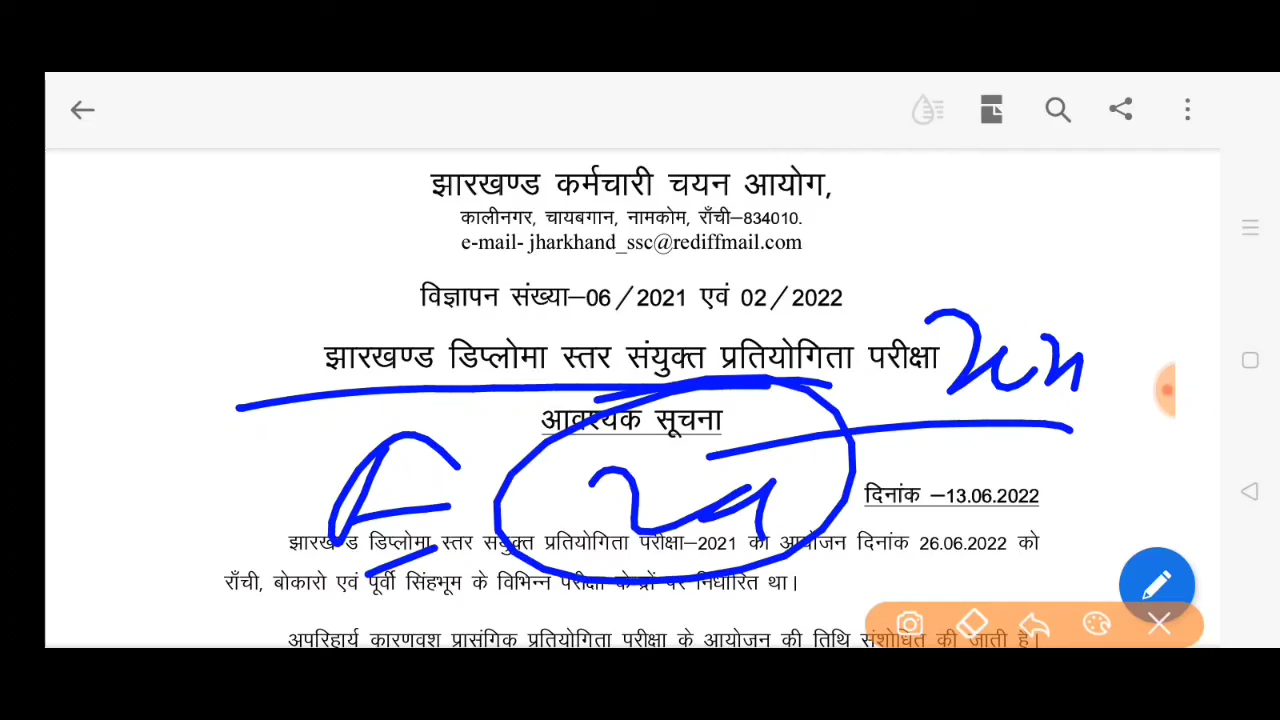 झारखण्ड कर्मचारी चयन आयोग,
कालीनगर, चायबगान, नामकोम, राँची–834010.
e-mail- jharkhand_ssc@rediffmail.com
विज्ञापन संख्या–06/2021 एवं 02/2022
झारखण्ड डिप्लोमा स्तर संयुक्त प्रतियोगिता परीक्षा
आवश्यक सूचना
दिनांक –13.06.2022
झारखण्ड डिप्लोमा स्तर संयुक्त प्रतियोगिता परीक्षा–2021 का आयोजन दिनांक 26.06.2022 को
राँची, बोकारो एवं पूर्वी सिंहभूम के विभिन्न परीक्षा केन्द्रों पर निर्धारित था।
अपरिहार्य कारणवश प्रासंगिक प्रतियोगिता परीक्षा के आयोजन की तिथि संशोधित की जाती है।